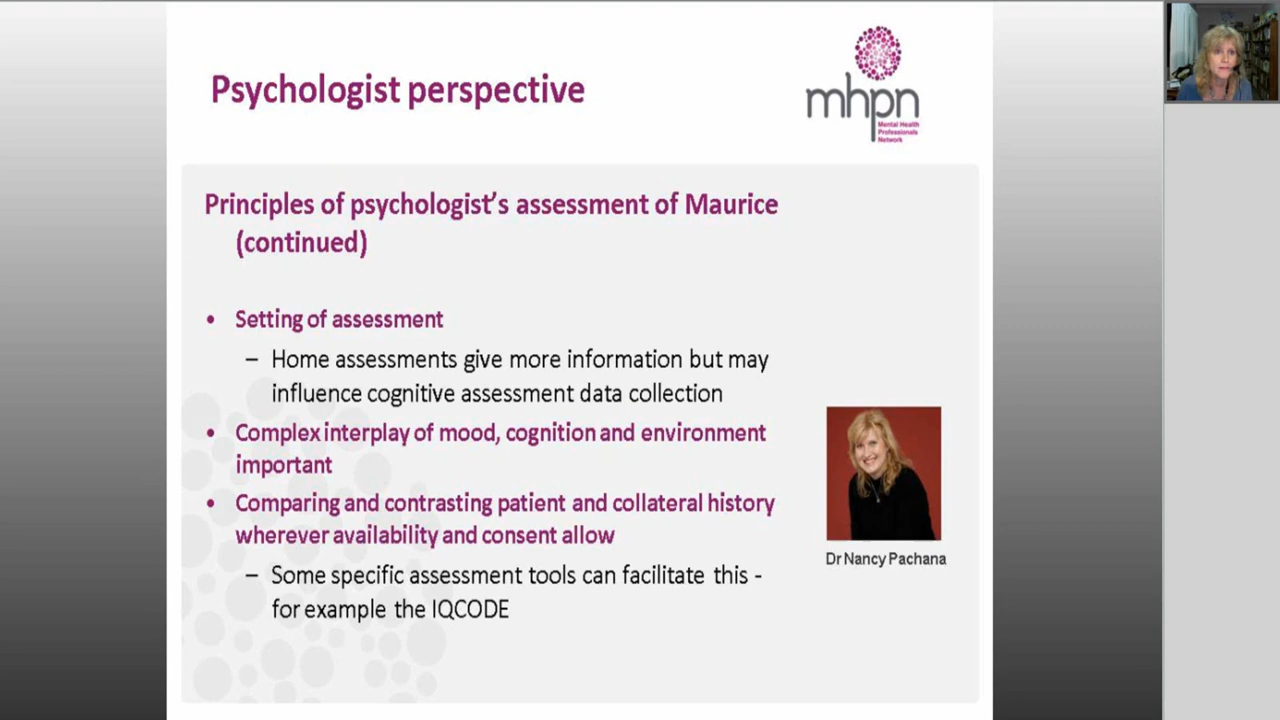 Psychologist perspective
mhpn
Mental Health
Professionals
Network
Principles of psychologist's assessment of Maurice
(continued)
• Setting of assessment
– Home assessments give more information but may
influence cognitive assessment data collection
• Complex interplay of mood, cognition and environment
important
• Comparing and contrasting patient and collateral history
wherever availability and consent allow
– Some specific assessment tools can facilitate this -
for example the IQCODE
Dr Nancy Pachana